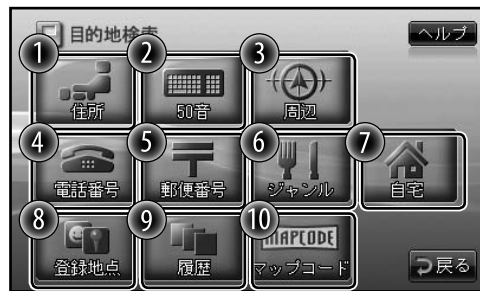 目的地検索
ヘルプ
1
住所
2
50音
3
周辺
4
電話番号
5
郵便番号
6
ジャンル
7
自宅
8
登録地点
9
履歴
10
MAPCODE
マップコード
戻る